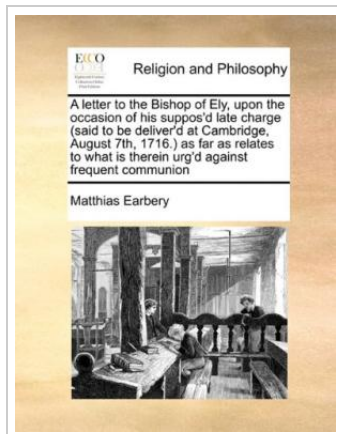 ECCO
Religion and Philosophy
A letter to the Bishop of Ely, upon the
occasion of his suppos'd late charge
(said to be deliver'd at Cambridge,
August 7th, 1716.) as far as relates
to what is therein urg'd against
frequent communion
Matthias Earbery